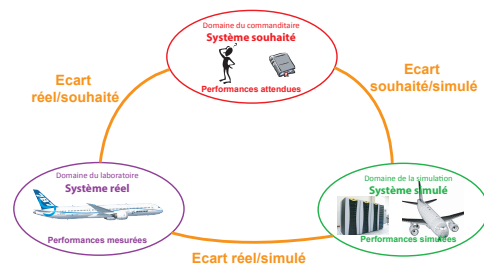 Domaine du commanditaire
Système souhaité
Performances attendues
Ecart
réel/souhaité
Ecart
souhaité/simulé
Domaine du laboratoire
Système réel
Performances mesurées
Domaine de la simulation
Système simulé
Performances simulées
Ecart réel/simulé